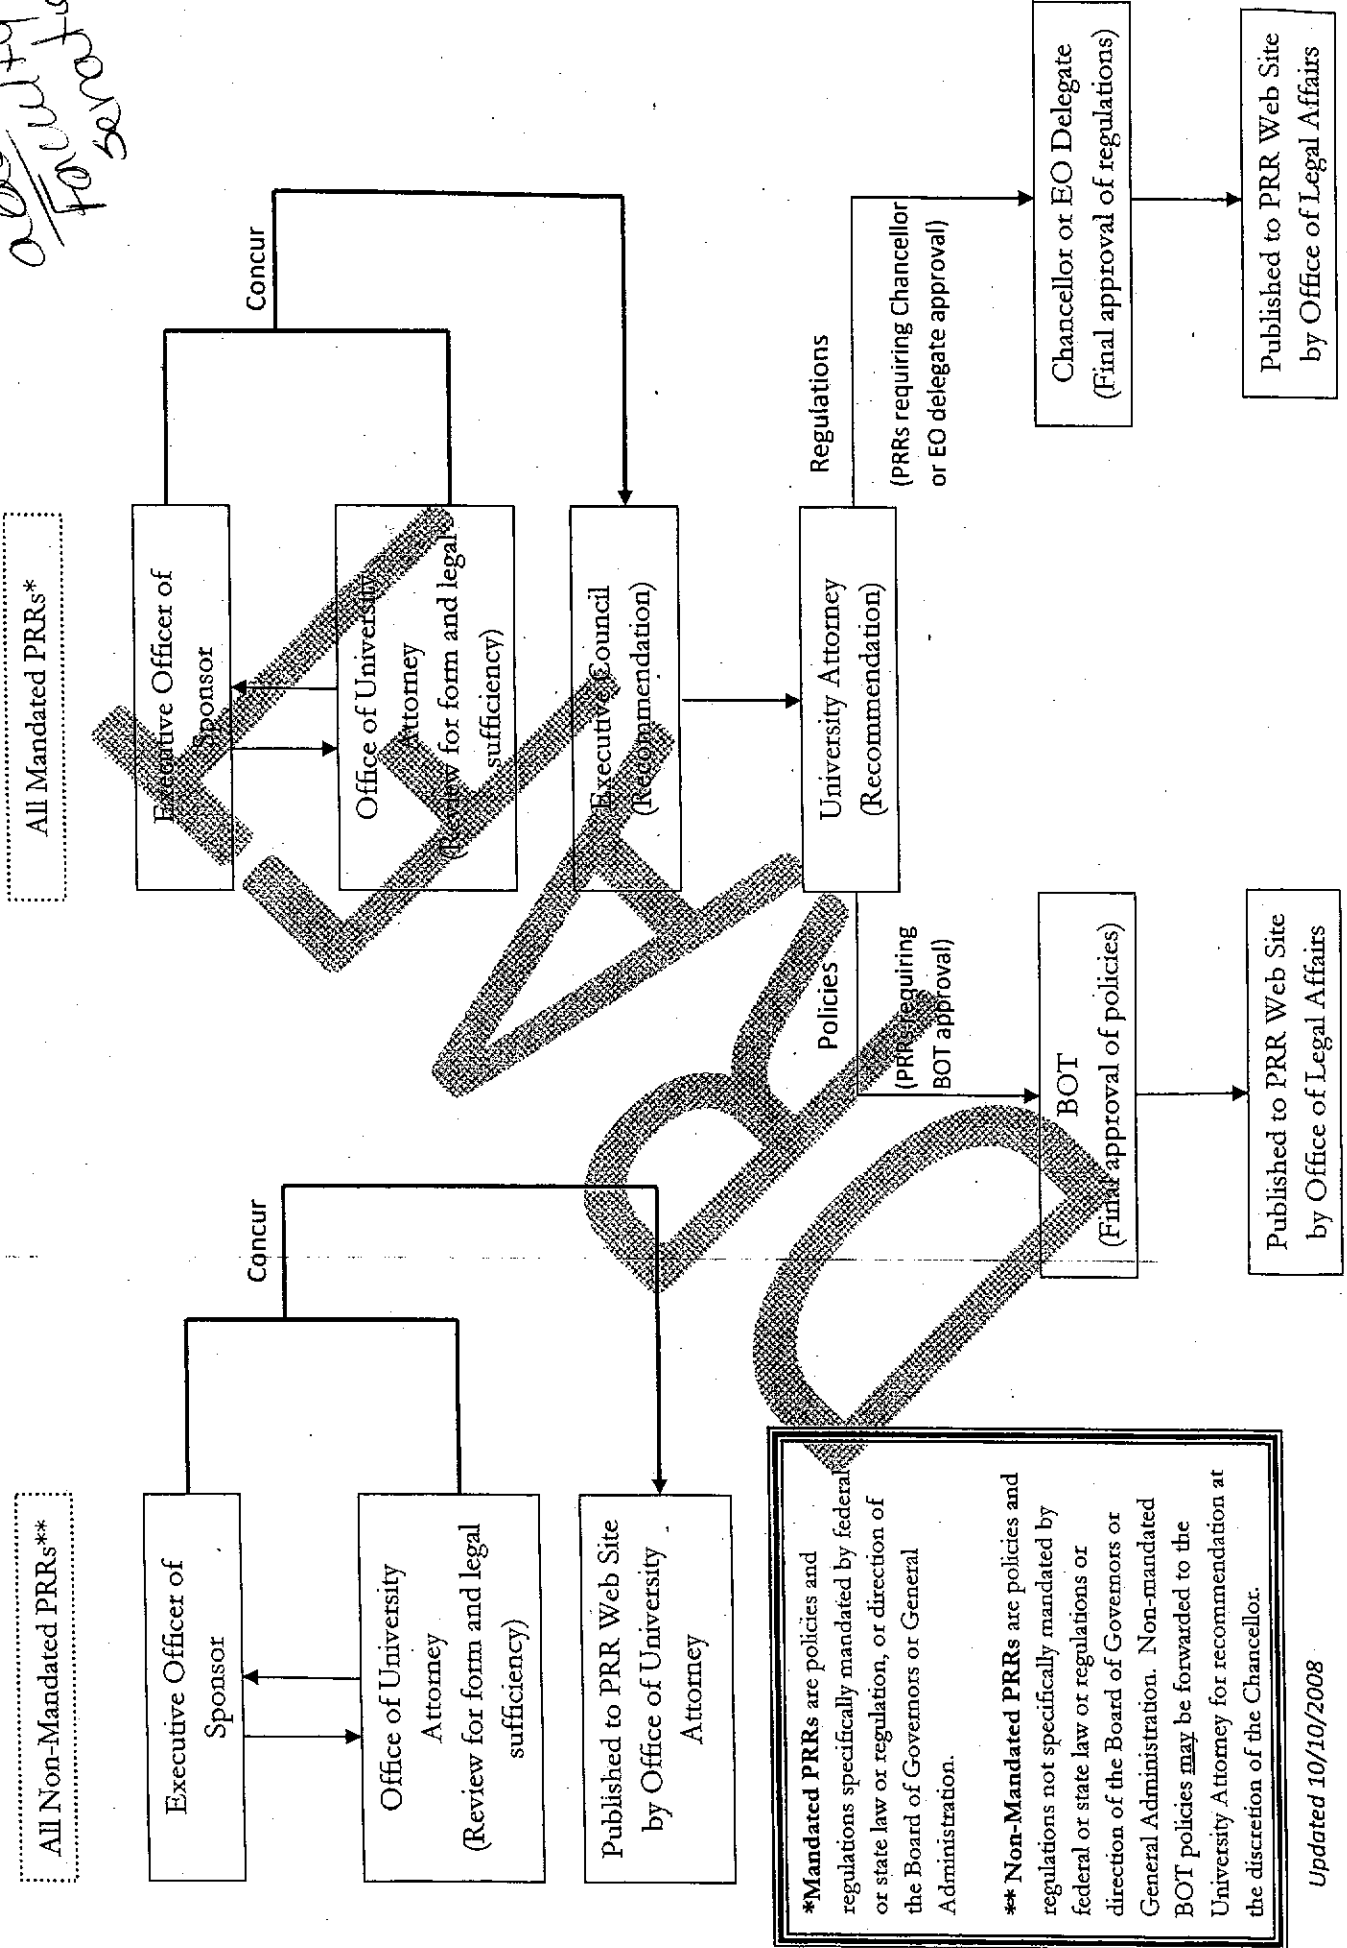 faculty
senate
All Non-Mandated PRRs**
Executive Officer of
Sponsor
Office of University
Attorney
(Review for form and legal
sufficiency)
Concur
Published to PRR Web Site
by Office of University
Attorney
All Mandated PRRs*
Executive Officer of
Sponsor
Office of University
Attorney
(Review for form and legal
sufficiency)
Concur
Executive Council
(Recommendation)
University Attorney
(Recommendation)
Policies
(PRRs requiring
BOT approval)
BOT
(Final approval of policies)
Published to PRR Web Site
by Office of Legal Affairs
Regulations
(PRRs requiring Chancellor
or EO delegate approval)
Chancellor or EO Delegate
(Final approval of regulations)
Published to PRR Web Site
by Office of Legal Affairs
*Mandated PRRs are policies and
regulations specifically mandated by federal
or state law or regulation, or direction of
the Board of Governors or General
Administration.
** Non-Mandated PRRs are policies and
regulations not specifically mandated by
federal or state law or regulations or
direction of the Board of Governors or
General Administration. Non-mandated
BOT policies may be forwarded to the
University Attorney for recommendation at
the discretion of the Chancellor.
Updated 10/10/2008
DRAFT